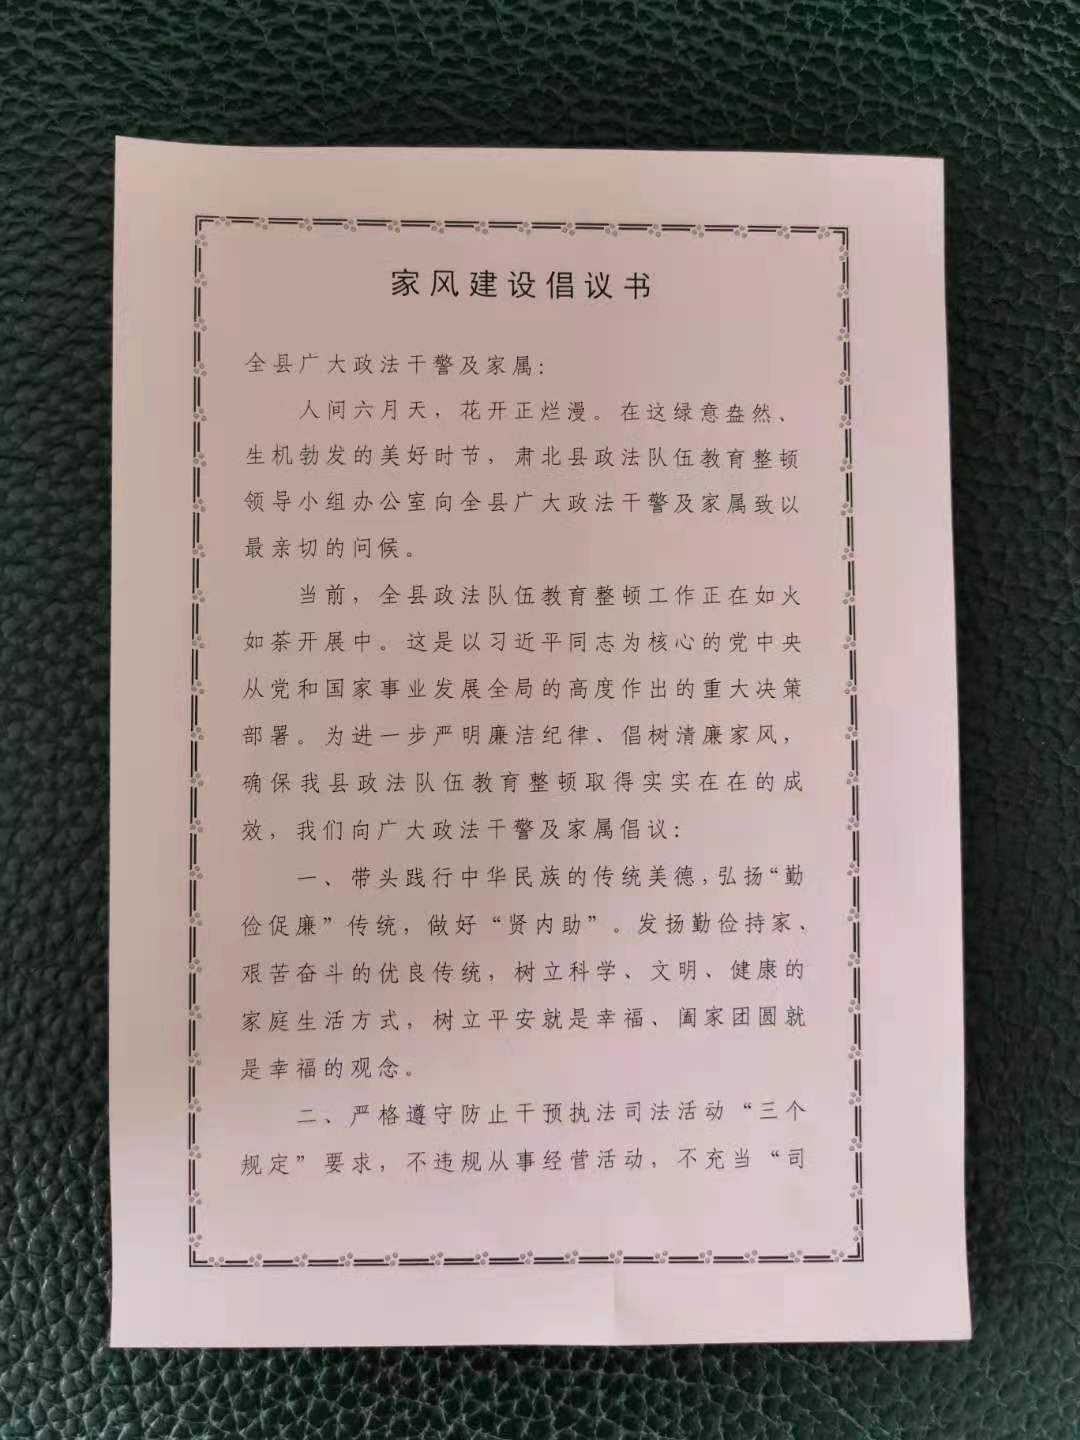 家风建设倡议书
全县广大政法干警及家属：
人间六月天，花开正烂漫。在这绿意盎然、
生机勃发的美好时节，肃北县政法队伍教育整顿
领导小组办公室向全县广大政法干警及家属致以
最亲切的问候。
当前，全县政法队伍教育整顿工作正在如火
如荼开展中。这是以习近平同志为核心的党中央
从党和国家事业发展全局的高度作出的重大决策
部署。为进一步严明廉洁纪律、倡树清廉家风，
确保我县政法队伍教育整顿取得实实在在的成
效，我们向广大政法干警及家属倡议：
一、带头践行中华民族的传统美德，弘扬“勤
俭促廉”传统，做好“贤内助”。发扬勤俭持家、
艰苦奋斗的优良传统，树立科学、文明、健康的
家庭生活方式，树立平安就是幸福、阖家团圆就
是幸福的观念。
二、严格遵守防止干预执法司法活动“三个
规定”要求，不违规从事经营活动，不充当“司